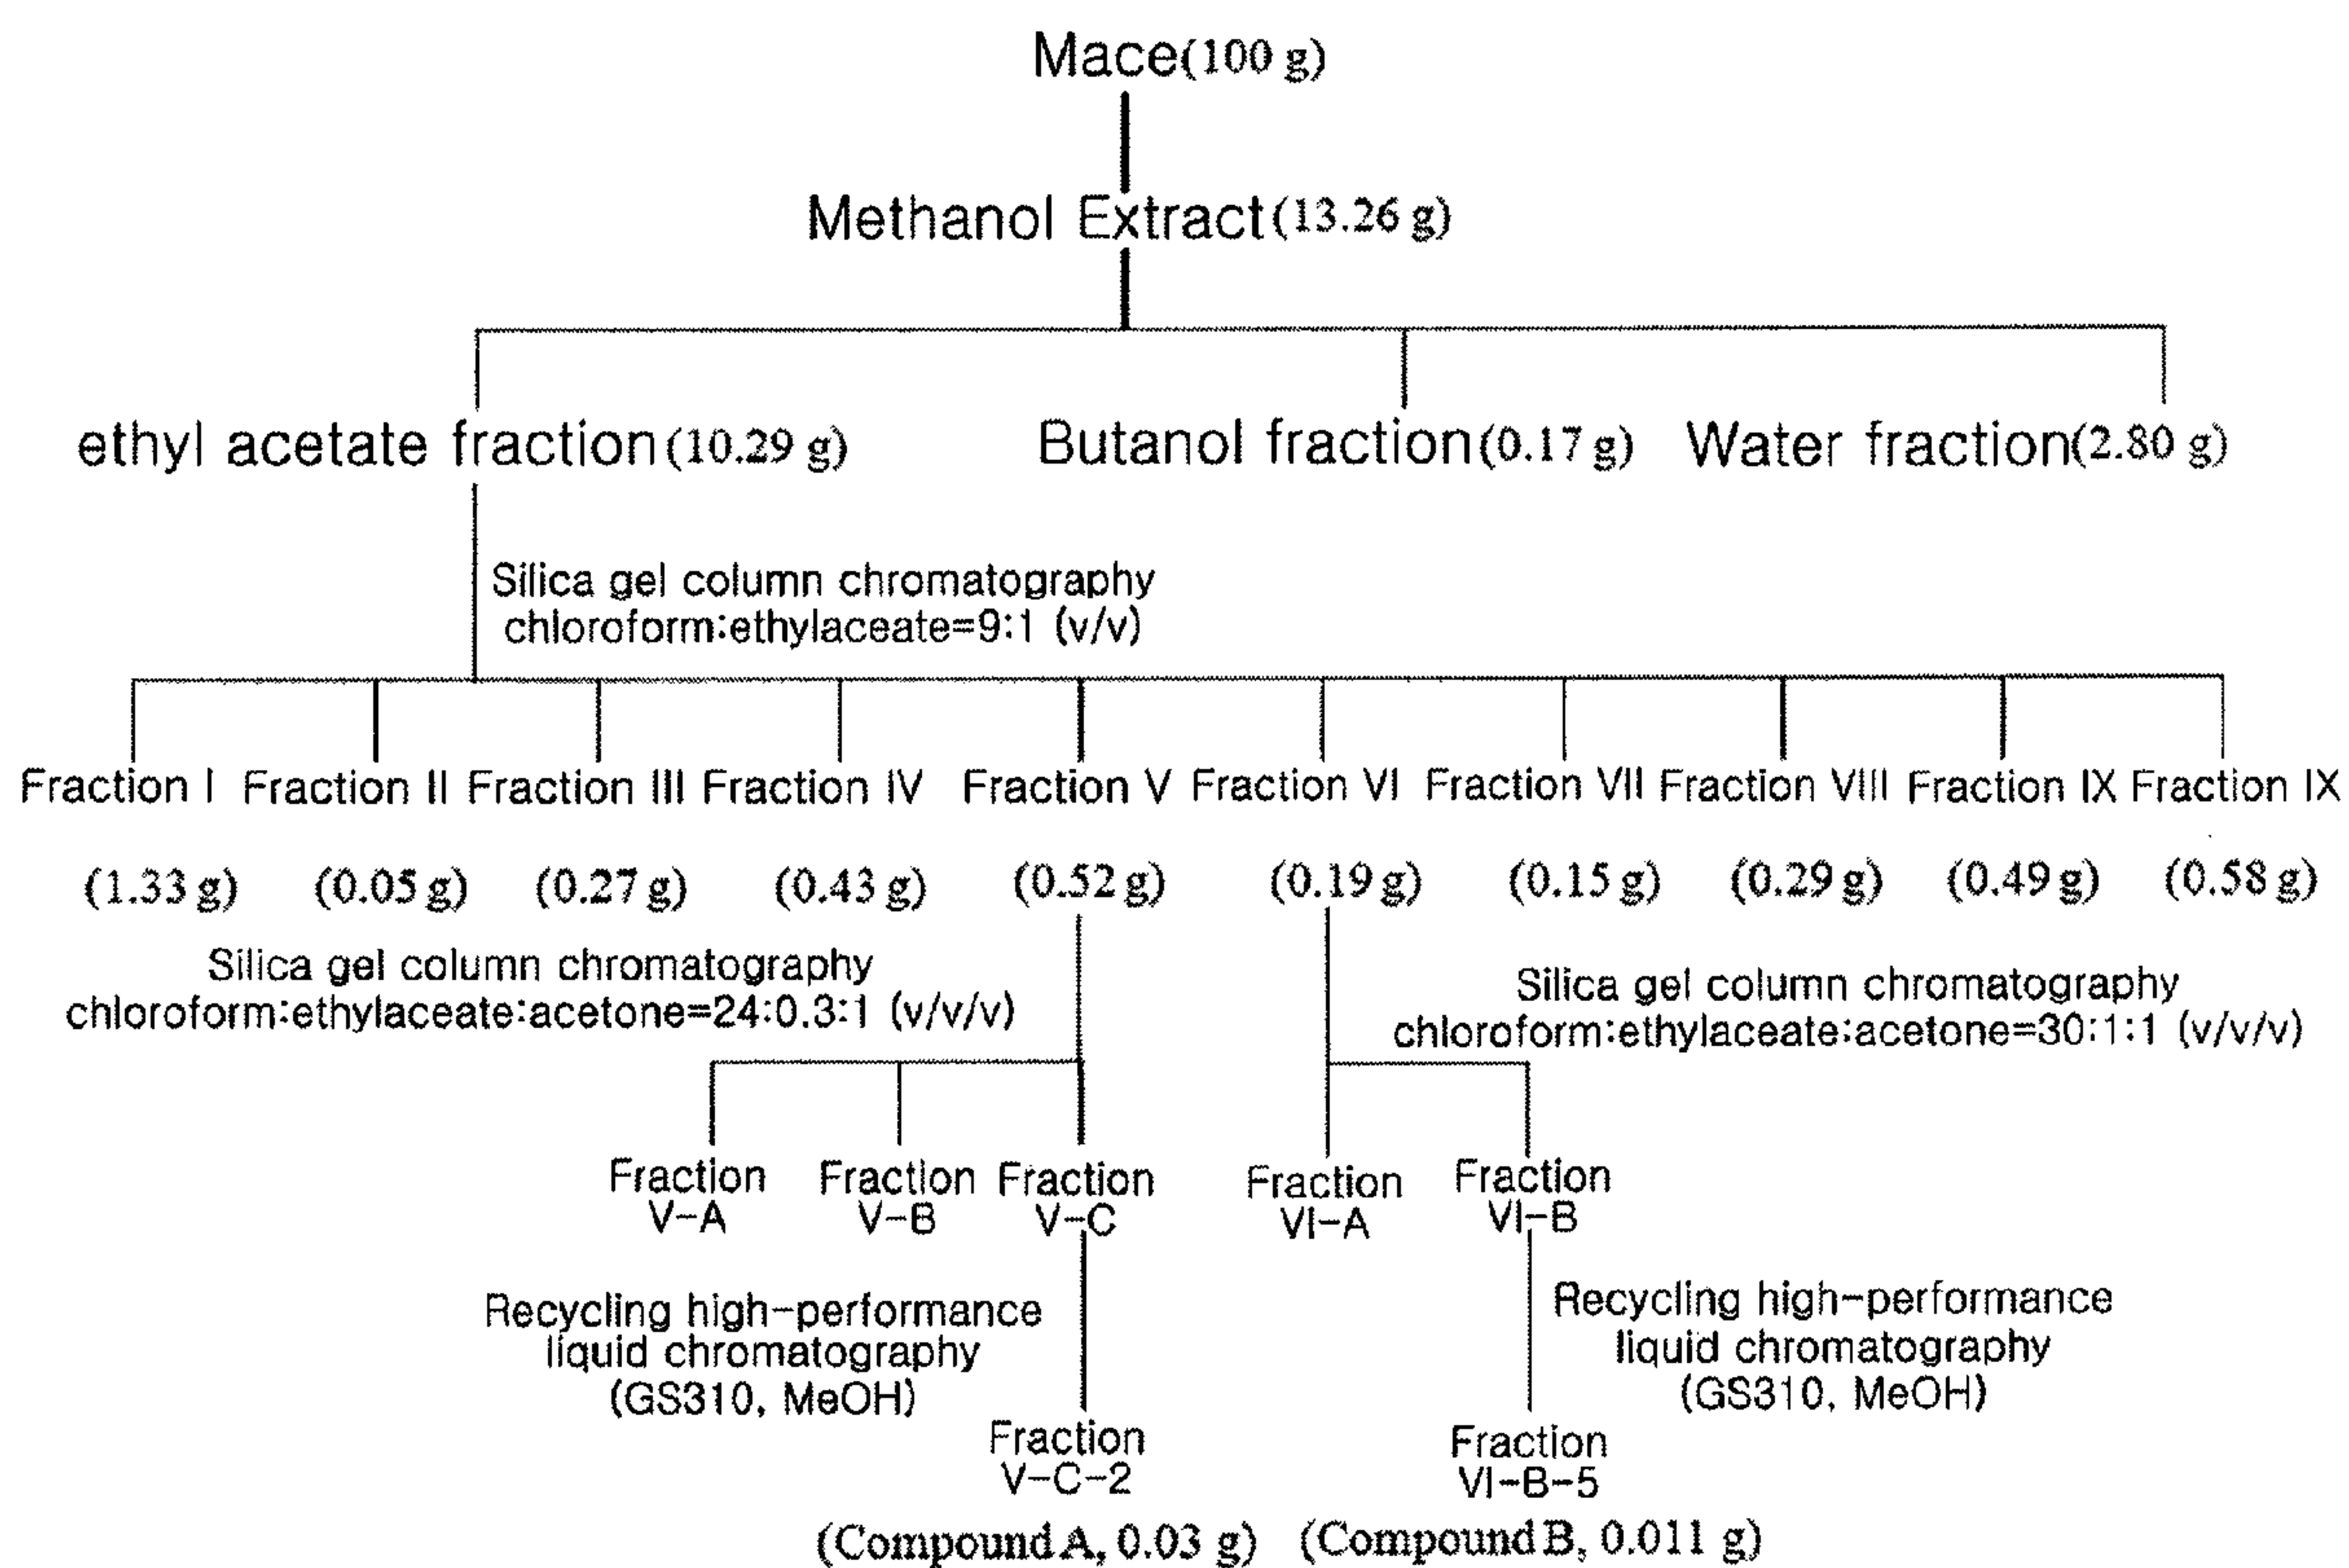 Mace(100 g)
Methanol Extract(13.26 g)
ethyl acetate fraction(10.29 g) Butanol fraction(0.17 g) Water fraction(2.80 g)
Silica gel column chromatography
chloroform:ethylaceate=9:1 (v/v)
Fraction I Fraction II Fraction III Fraction IV Fraction V Fraction VI Fraction VII Fraction VIII Fraction IX Fraction IX
(1.33 g) (0.05 g) (0.27 g) (0.43 g) (0.52 g) (0.19 g) (0.15 g) (0.29 g) (0.49 g) (0.58 g)
Silica gel column chromatography
chloroform:ethylaceate:acetone=24:0.3:1 (v/v/v)
Silica gel column chromatography
chloroform:ethylaceate:acetone=30:1:1 (v/v/v)
Fraction
V-A
Fraction
V-B
Fraction
V-C
Fraction
VI-A
Fraction
VI-B
Recycling high-performance
liquid chromatography
(GS310, MeOH)
Recycling high-performance
liquid chromatography
(GS310, MeOH)
Fraction
V-C-2
(Compound A, 0.03 g)
Fraction
VI-B-5
(Compound B, 0.011 g)